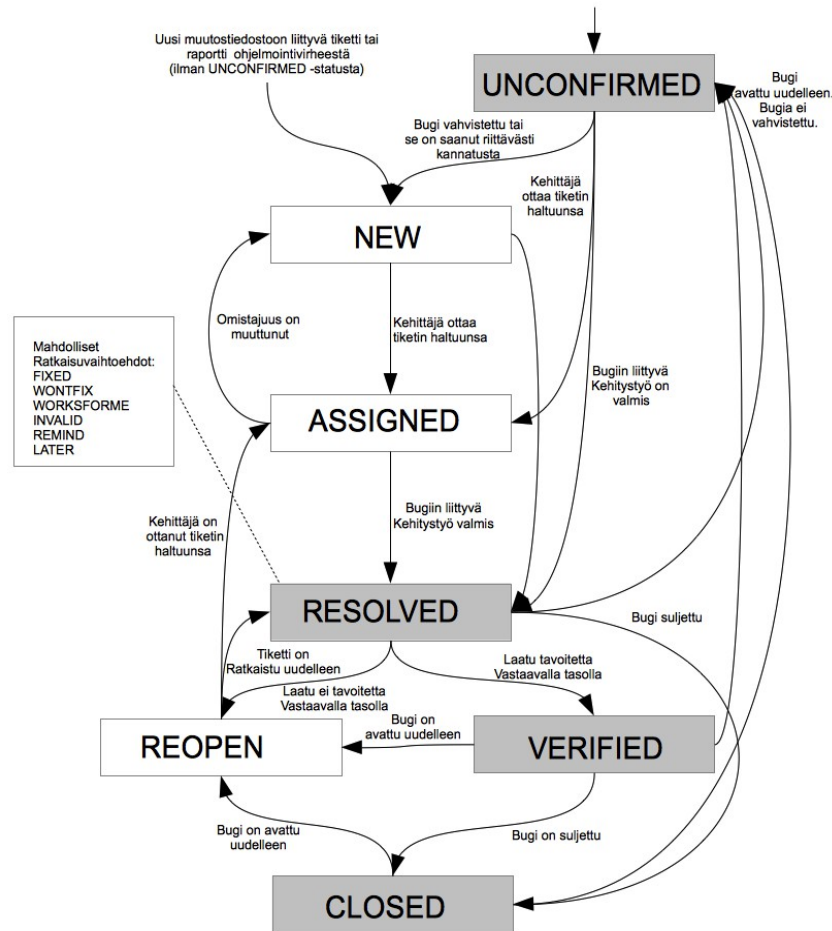 Uusi muutostiedostoon liittyvä tiketti tai
raportti ohjelmointivirheestä
(ilman UNCONFIRMED -statusta)
UNCONFIRMED
Bugi
avattu uudelleen.
Bugia ei
vahvistettu.
Bugi vahvistettu tai
se on saanut riittävästi
kannatusta
Kehittäjä
ottaa tiketin
haltuunsa
NEW
Omistajuus on
muuttunut
Kehittäjä ottaa
tiketin haltuunsa
Mahdolliset
Ratkaisuvaihtoehdot:
FIXED
WONTFIX
WORKSFORME
INVALID
REMIND
LATER
Bugiin liittyvä
Kehitystyö on
valmis
ASSIGNED
Kehittäjä on
ottanut tiketin
haltuunsa
Bugiin liittyvä
Kehitystyö valmis
RESOLVED
Bugi suljettu
Tiketti on
Ratkaistu uudelleen
Laatu ei tavoitetta
Vastaavalla tasolla
Laatu tavoitetta
Vastaavalla tasolla
REOPEN
Bugi on
avattu uudelleen
VERIFIED
Bugi on avattu
uudelleen
Bugi on suljettu
CLOSED